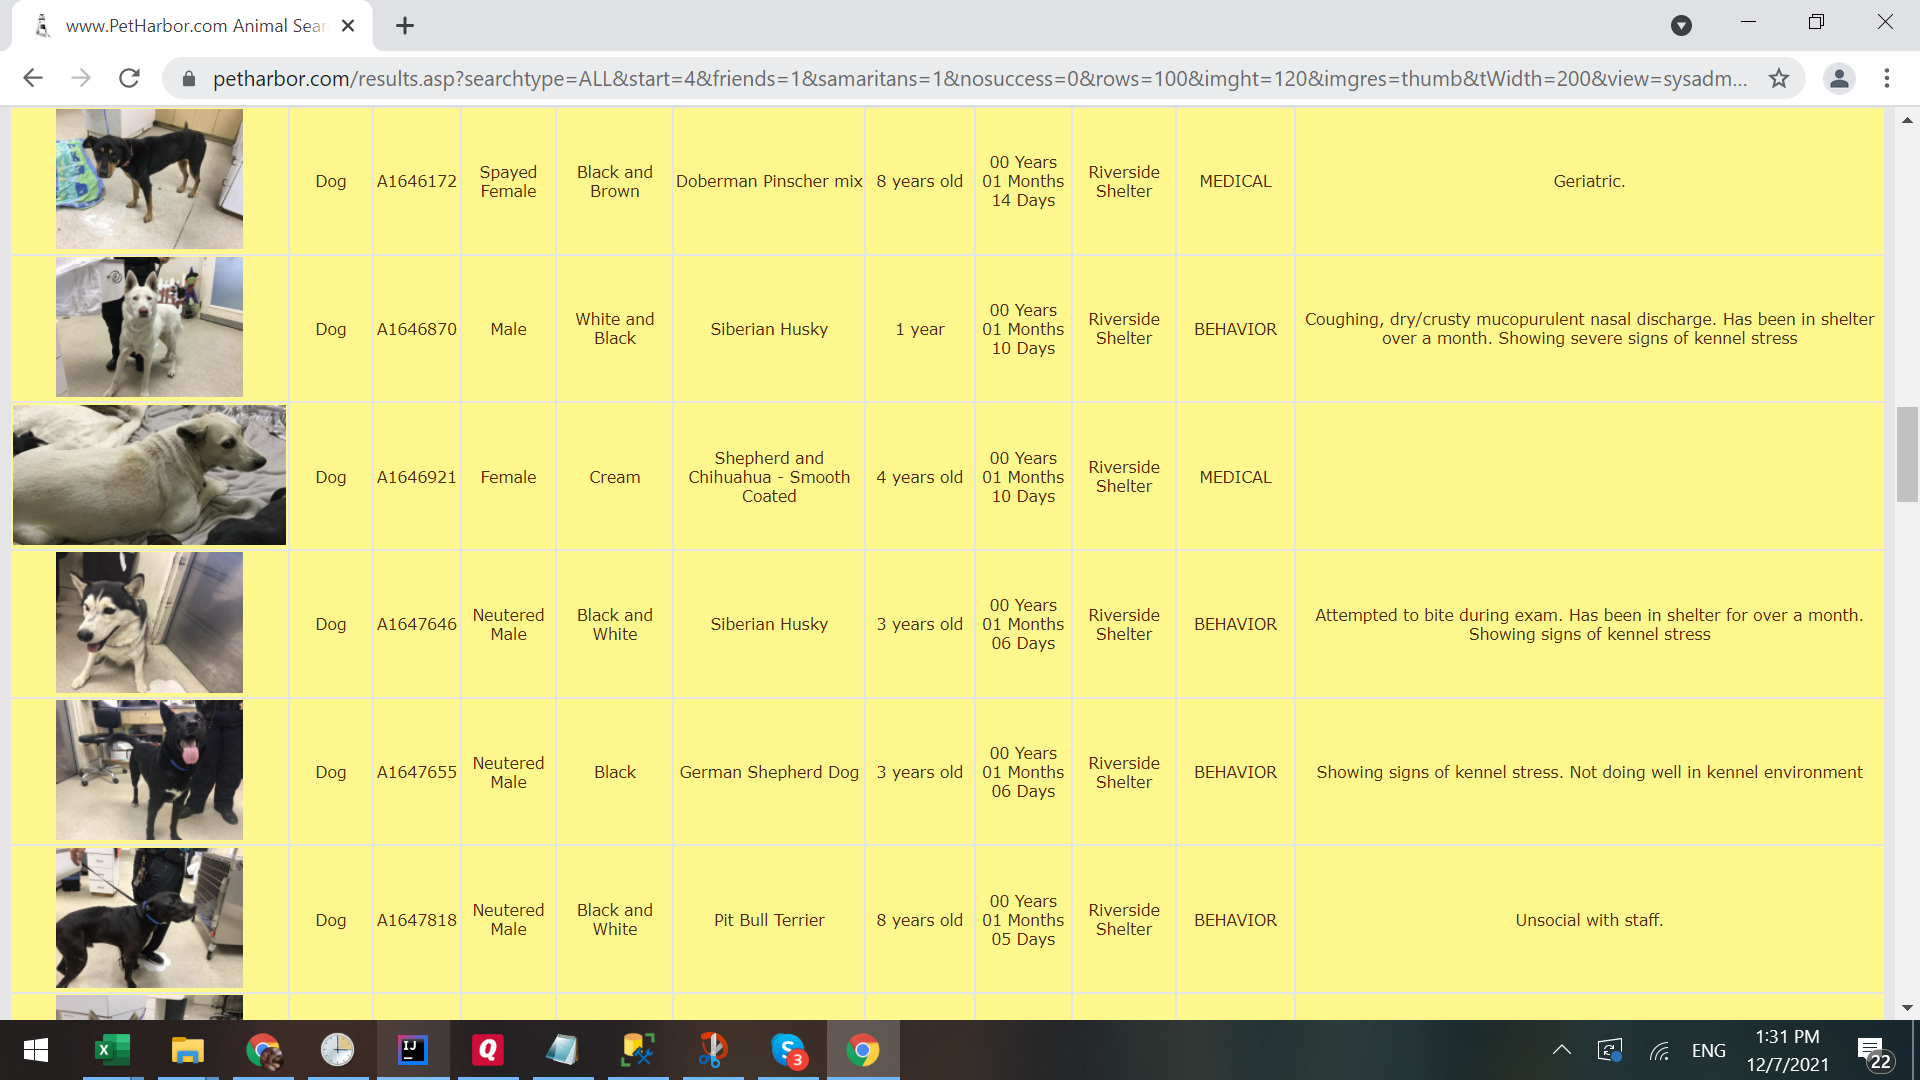 www.PetHarbor.com Animal Sear
petharbor.com/results.asp?searchtype=ALL&start=4&friends=1&samaritans=1&nosuccess=0&rows=100&imght=120&imgres=thumb&tWidth=200&view=sysadm...
Dog A1646172 Spayed Female Black and Brown Doberman Pinscher mix 8 years old 00 Years 01 Months 14 Days Riverside Shelter MEDICAL Geriatric.
Dog A1646870 Male White and Black Siberian Husky 1 year 00 Years 01 Months 10 Days Riverside Shelter BEHAVIOR Coughing, dry/crusty mucopurulent nasal discharge. Has been in shelter over a month. Showing severe signs of kennel stress
Dog A1646921 Female Cream Shepherd and Chihuahua - Smooth Coated 4 years old 00 Years 01 Months 10 Days Riverside Shelter MEDICAL
Dog A1647646 Neutered Male Black and White Siberian Husky 3 years old 00 Years 01 Months 06 Days Riverside Shelter BEHAVIOR Attempted to bite during exam. Has been in shelter for over a month. Showing signs of kennel stress
Dog A1647655 Neutered Male Black German Shepherd Dog 3 years old 00 Years 01 Months 06 Days Riverside Shelter BEHAVIOR Showing signs of kennel stress. Not doing well in kennel environment
Dog A1647818 Neutered Male Black and White Pit Bull Terrier 8 years old 00 Years 01 Months 05 Days Riverside Shelter BEHAVIOR Unsocial with staff.
X
IJ
Q
S 3
ENG
1:31 PM
12/7/2021
22